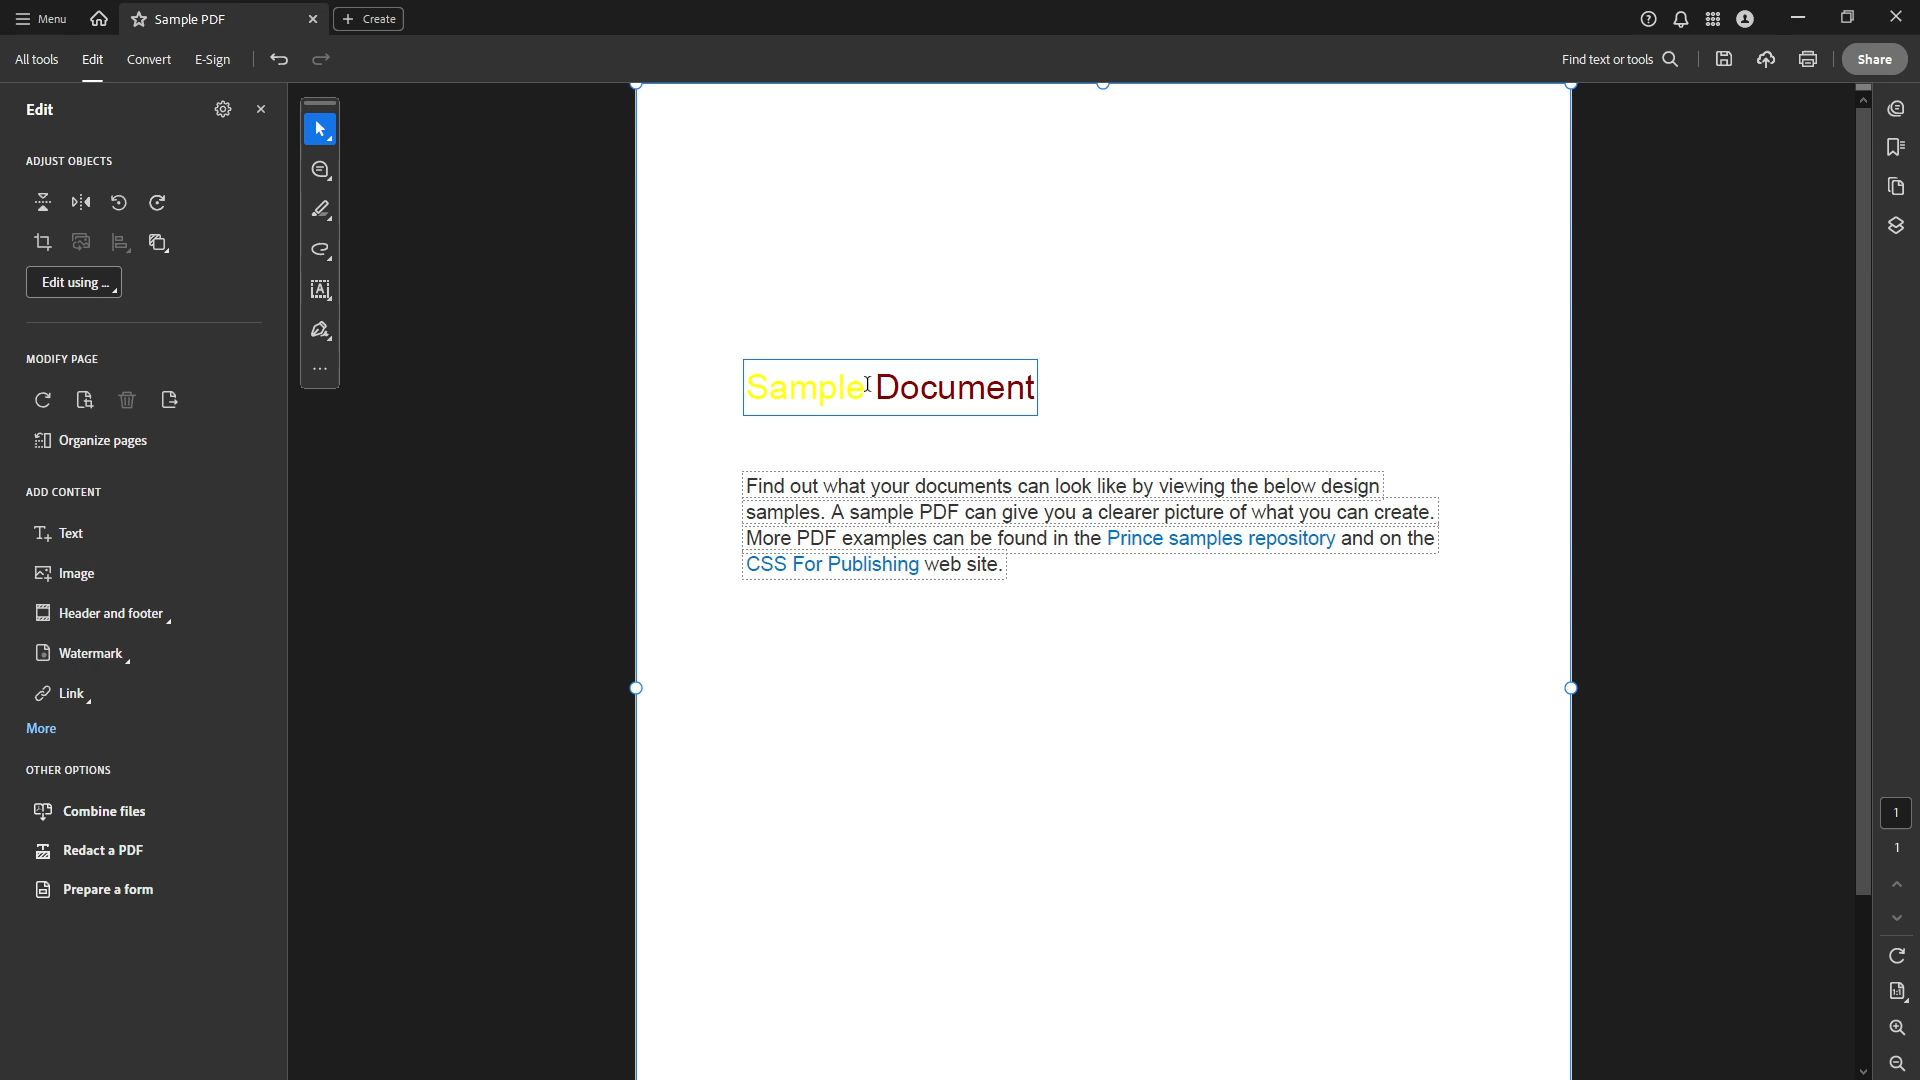 Menu
Sample PDF
Create
All tools
Edit
Convert
E-Sign
Find text or tools
Share
Edit
ADJUST OBJECTS
Edit using ...
MODIFY PAGE
Organize pages
ADD CONTENT
Text
Image
Header and footer
Watermark
Link
More
OTHER OPTIONS
Combine files
Redact a PDF
Prepare a form
Sample Document
Find out what your documents can look like by viewing the below design
samples. A sample PDF can give you a clearer picture of what you can create.
More PDF examples can be found in the Prince samples repository and on the
CSS For Publishing web site.
1
1